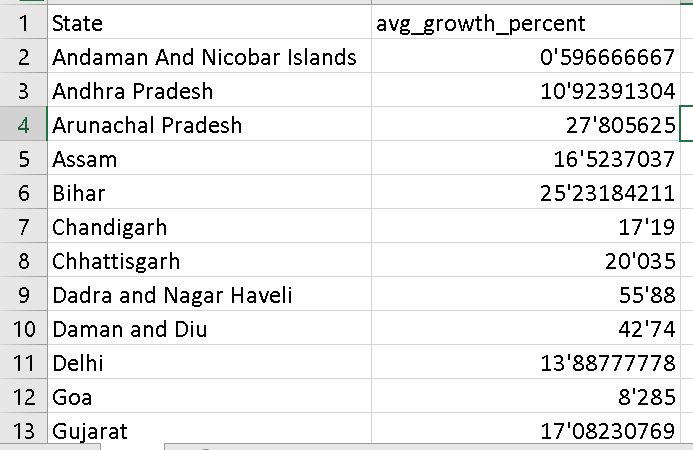 1 State avg_growth_percent
2 Andaman And Nicobar Islands 0'596666667
3 Andhra Pradesh 10'92391304
4 Arunachal Pradesh 27'805625
5 Assam 16'5237037
6 Bihar 25'23184211
7 Chandigarh 17'19
8 Chhattisgarh 20'035
9 Dadra and Nagar Haveli 55'88
10 Daman and Diu 42'74
11 Delhi 13'88777778
12 Goa 8'285
13 Gujarat 17'08230769